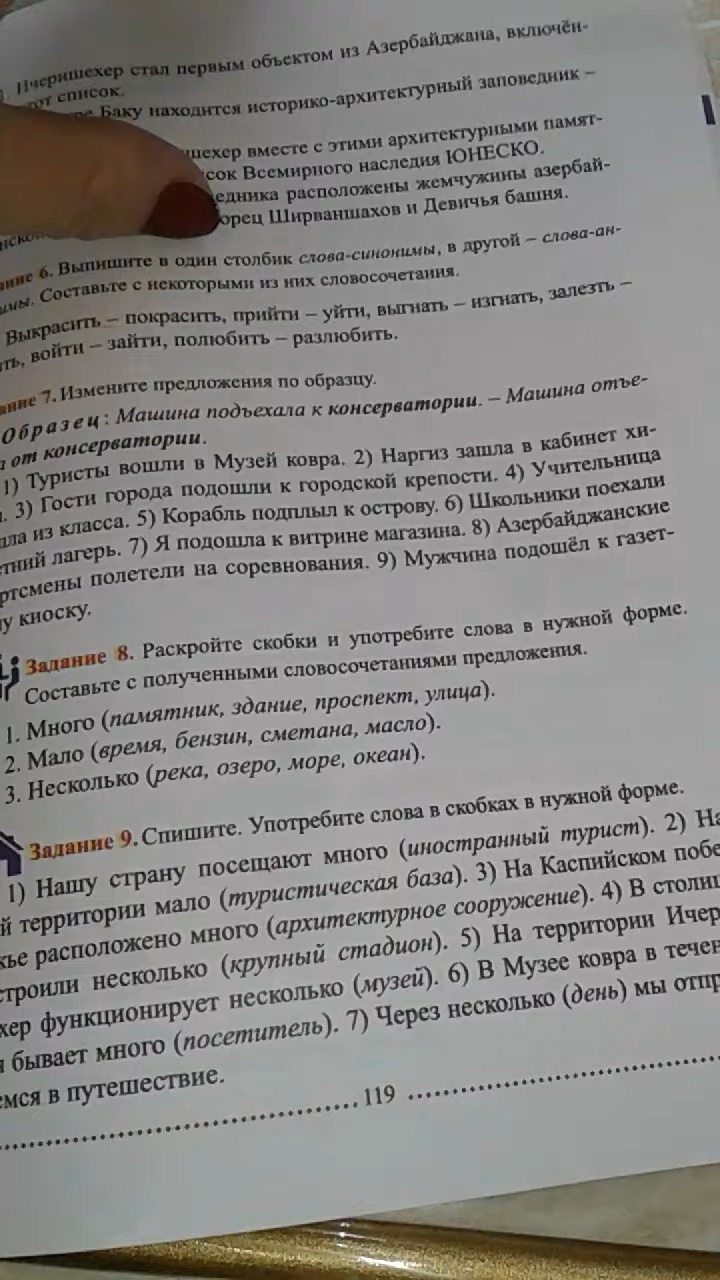 Ичеришехер стал первым объектом из Азербайджана, включён-
список.
Баку находится историко-архитектурный заповедник –
шехер вместе с этими архитектурными памят-
сок Всемирного наследия ЮНЕСКО.
едника расположены жемчужины азербай-
орец Ширваншахов и Девичья башня.
ние 6. Выпишите в один столбик слова-синонимы, в другой – слова-ан-
имы. Составьте с некоторыми из них словосочетания.
Выкрасить – покрасить, прийти – уйти, выгнать – изгнать, залезть –
ть, войти – зайти, полюбить – разлюбить.
ание 7. Измените предложения по образцу.
Образец: Машина подъехала к консерватории. – Машина отъе-
от консерватории.
1) Туристы вошли в Музей ковра. 2) Наргиз зашла в кабинет хи-
3) Гости города подошли к городской крепости. 4) Учительница
ла из класса. 5) Корабль подплыл к острову. 6) Школьники поехали
тний лагерь. 7) Я подошла к витрине магазина. 8) Азербайджанские
ртсмены полетели на соревнования. 9) Мужчина подошёл к газет-
у киоску.
Задание 8. Раскройте скобки и употребите слова в нужной форме.
Составьте с полученными словосочетаниями предложения.
1. Много (памятник, здание, проспект, улица).
2. Мало (время, бензин, сметана, масло).
3. Несколько (река, озеро, море, океан).
Задание 9. Спишите. Употребите слова в скобках в нужной форме.
1) Нашу страну посещают много (иностранный турист). 2) На
й территории мало (туристическая база). 3) На Каспийском побе
жье расположено много (архитектурное сооружение). 4) В столиц
строили несколько (крупный стадион). 5) На территории Ичер
хер функционирует несколько (музей). 6) В Музее ковра в течен
я бывает много (посетитель). 7) Через несколько (день) мы отпр
емся в путешествие.
119